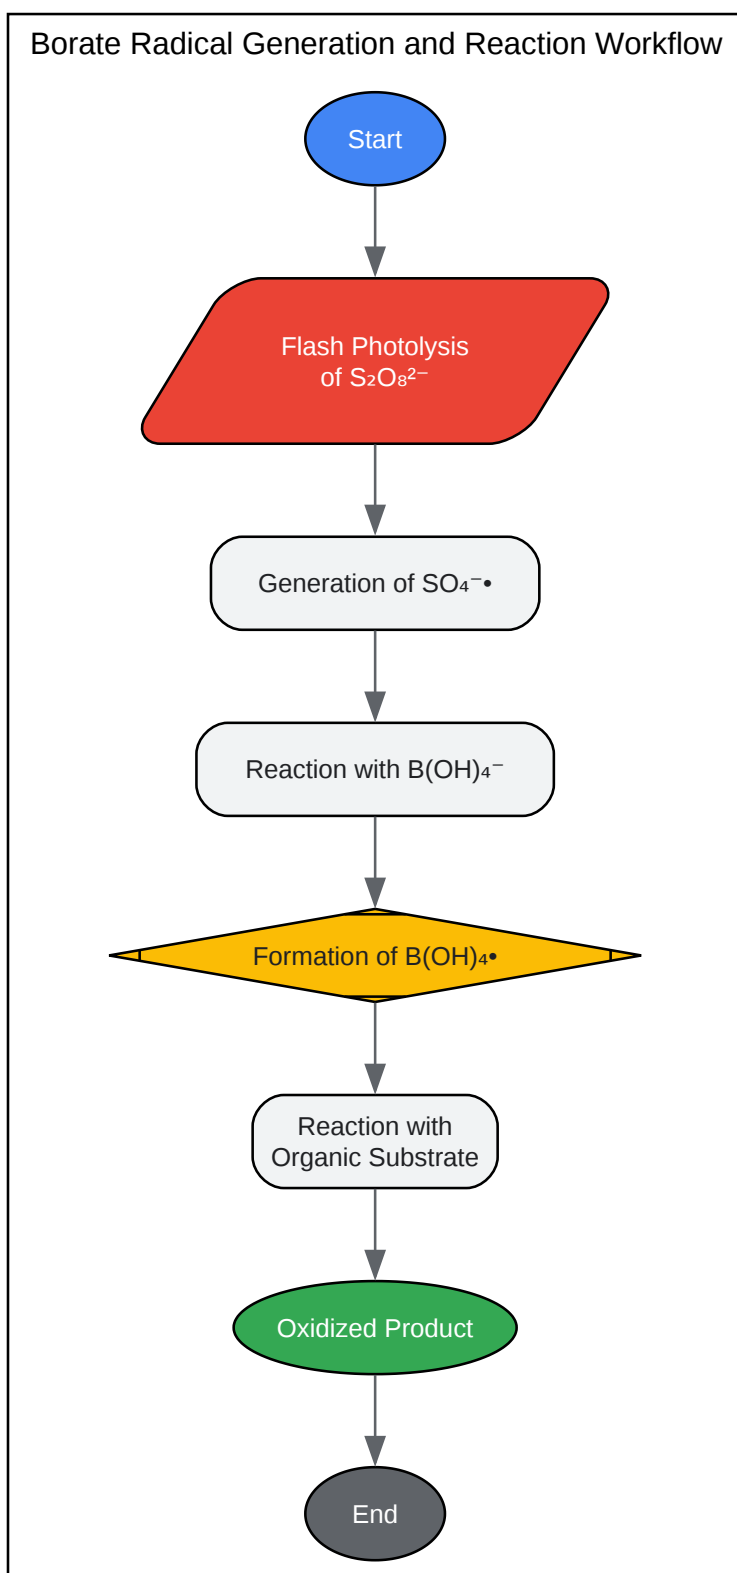 Borate Radical Generation and Reaction Workflow
Start
Flash Photolysis
of S₂O₈²⁻
Generation of SO₄⁻•
Reaction with B(OH)₄⁻
Formation of B(OH)₄•
Reaction with
Organic Substrate
Oxidized Product
End